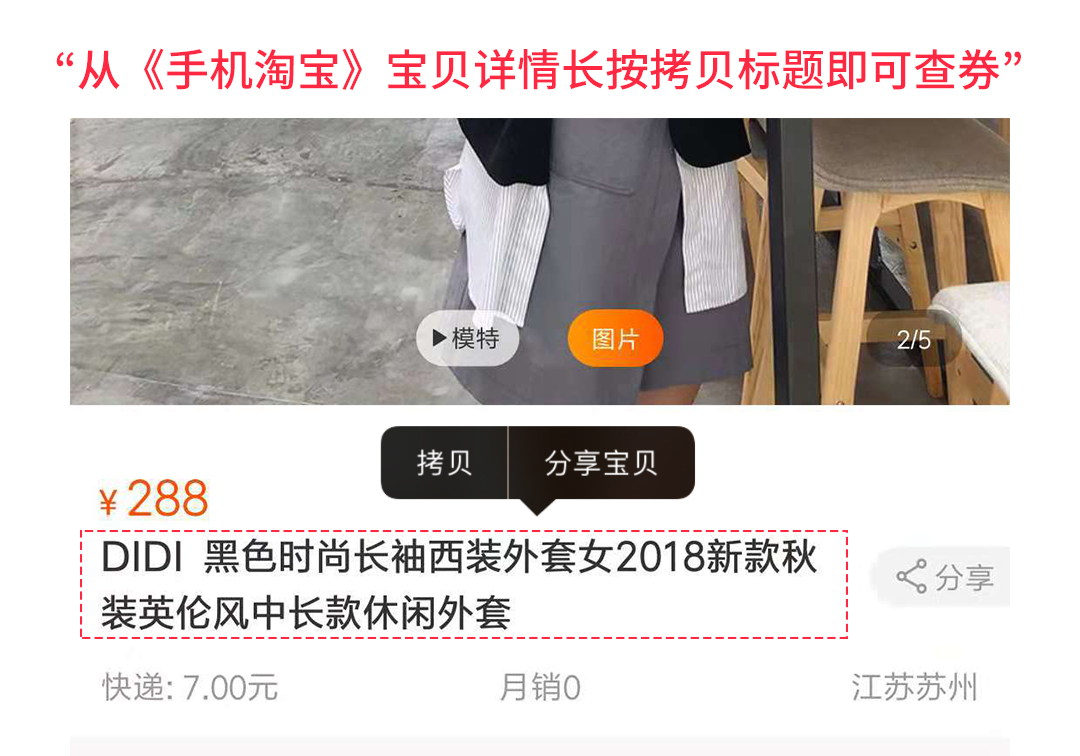 “从《手机淘宝》宝贝详情长按拷贝标题即可查券”
▶模特
图片
2/5
拷贝
分享宝贝
¥288
DIDI 黑色时尚长袖西装外套女2018新款秋
装英伦风中长款休闲外套
分享
快递: 7.00元
月销0
江苏苏州